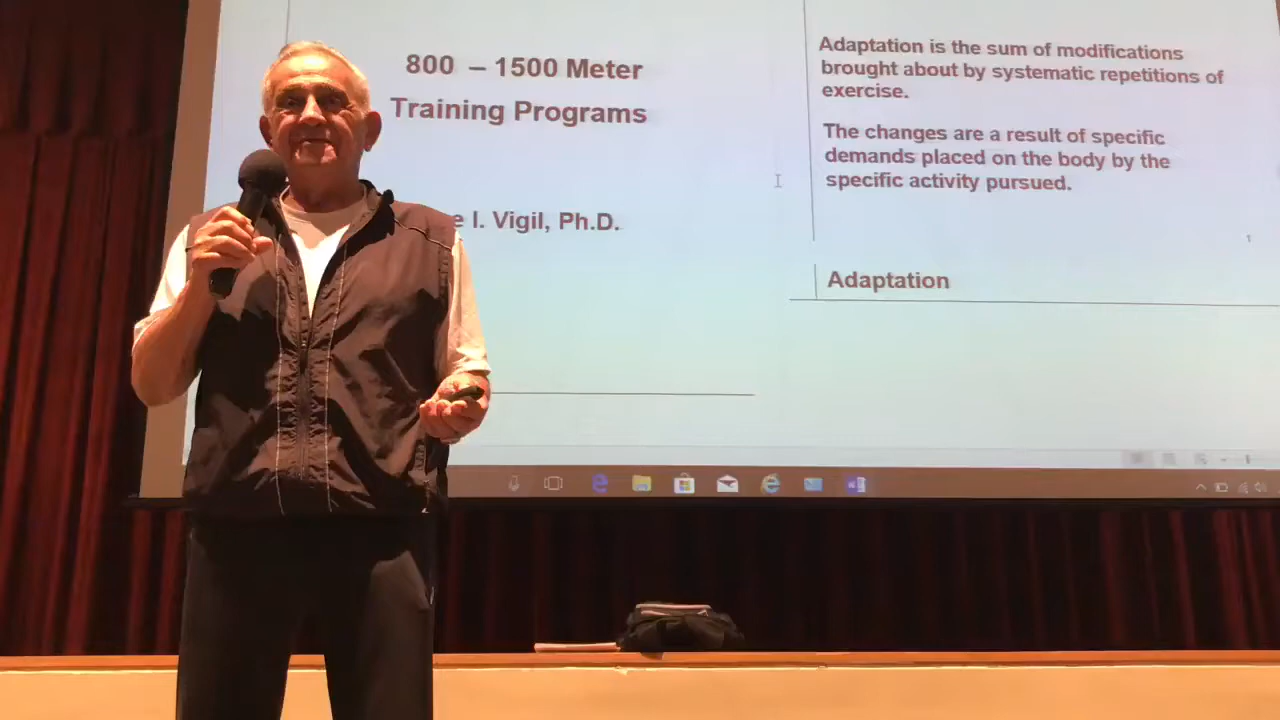 800 – 1500 Meter
Training Programs
e I. Vigil, Ph.D.
Adaptation is the sum of modifications
brought about by systematic repetitions of
exercise.
The changes are a result of specific
demands placed on the body by the
specific activity pursued.
1
Adaptation